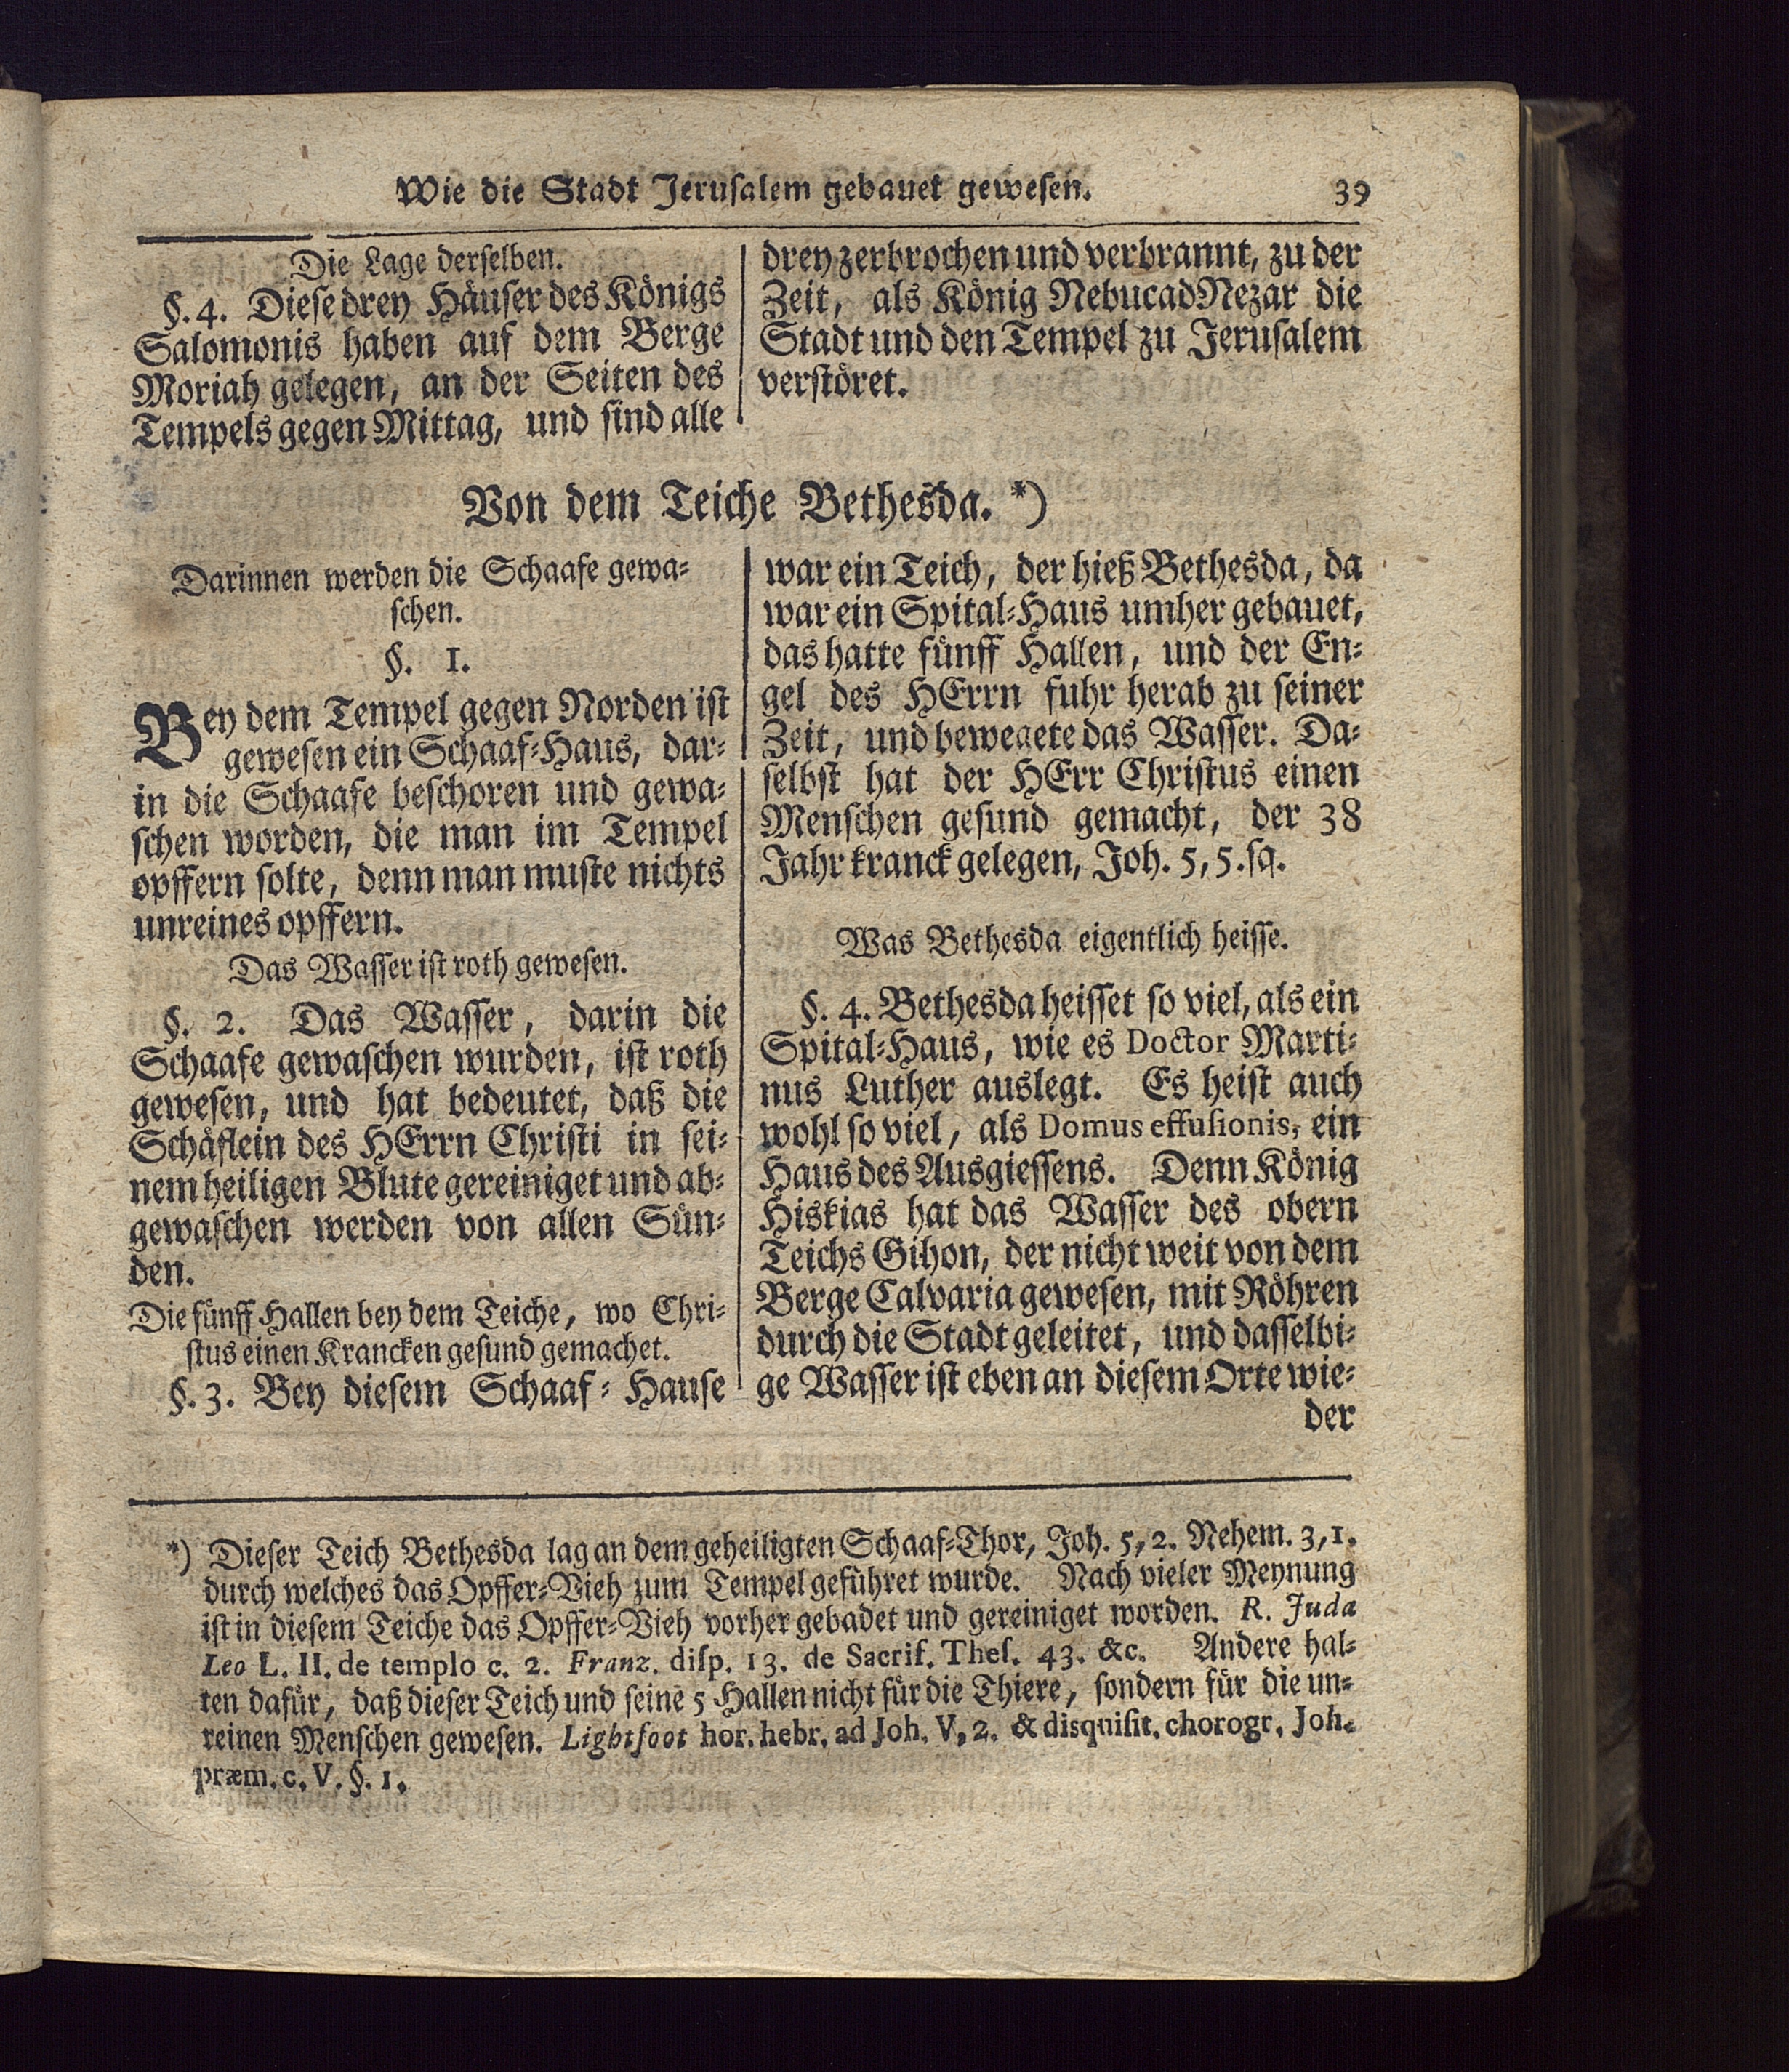 Wie die Stadt Jerusalem gebauet gewesen. 39
Die Lage derselben.
§. 4. Diese drey Häuser des Königs
Salomonis haben auf dem Berge
Moriah gelegen, an der Seiten des
Tempels gegen Mittag, und sind alle
drey zerbrochen und verbrannt, zu der
Zeit, als König NebucadNezar die
Stadt und den Tempel zu Jerusalem
verstöret.
Von dem Teiche Bethesda. *)
Darinnen werden die Schaafe gewa-
schen.
§. 1.
Bey dem Tempel gegen Norden ist
gewesen ein Schaaf-Haus, dar-
in die Schaafe beschoren und gewa-
schen worden, die man im Tempel
opffern solte, denn man muste nichts
unreines opffern.
Das Wasser ist roth gewesen.
§. 2. Das Wasser, darin die
Schaafe gewaschen wurden, ist roth
gewesen, und hat bedeutet, daß die
Schäflein des HErrn Christi in sei-
nem heiligen Blute gereiniget und ab-
gewaschen werden von allen Sün-
den.
Die fünff Hallen bey dem Teiche, wo Chri-
stus einen Krancken gesund gemachet.
§. 3. Bey diesem Schaaf-Hause
war ein Teich, der hieß Bethesda, da
war ein Spital-Haus umher gebauet,
das hatte fünff Hallen, und der En-
gel des HErrn fuhr herab zu seiner
Zeit, und bewegete das Wasser. Da-
selbst hat der HErr Christus einen
Menschen gesund gemacht, der 38
Jahr kranck gelegen, Joh. 5, 5. sq.
Was Bethesda eigentlich heisse.
§. 4. Bethesda heisset so viel, als ein
Spital-Haus, wie es Doctor Marti-
nus Luther auslegt. Es heist auch
wohl so viel, als Domus effusionis, ein
Haus des Ausgiessens. Denn König
Hiskias hat das Wasser des obern
Teichs Gihon, der nicht weit von dem
Berge Calvaria gewesen, mit Röhren
durch die Stadt geleitet, und dasselbi-
ge Wasser ist eben an diesem Orte wie-
der
*) Dieser Teich Bethesda lag an dem geheiligten Schaaf-Thor, Joh. 5, 2. Nehem. 3, 1.
durch welches das Opffer-Vieh zum Tempel geführet wurde. Nach vieler Meynung
ist in diesem Teiche das Opffer-Vieh vorher gebadet und gereiniget worden. R. Juda
Leo L. II. de templo c. 2. Franz. disp. 13. de Sacrif. Thes. 43. &c. Andere hal-
ten dafür, daß dieser Teich und seine 5 Hallen nicht für die Thiere, sondern für die un-
reinen Menschen gewesen. Lightfoot hor. hebr. ad Joh. V, 2. & disquisit. chorogr. Joh.
præm. c. V. §. 1.